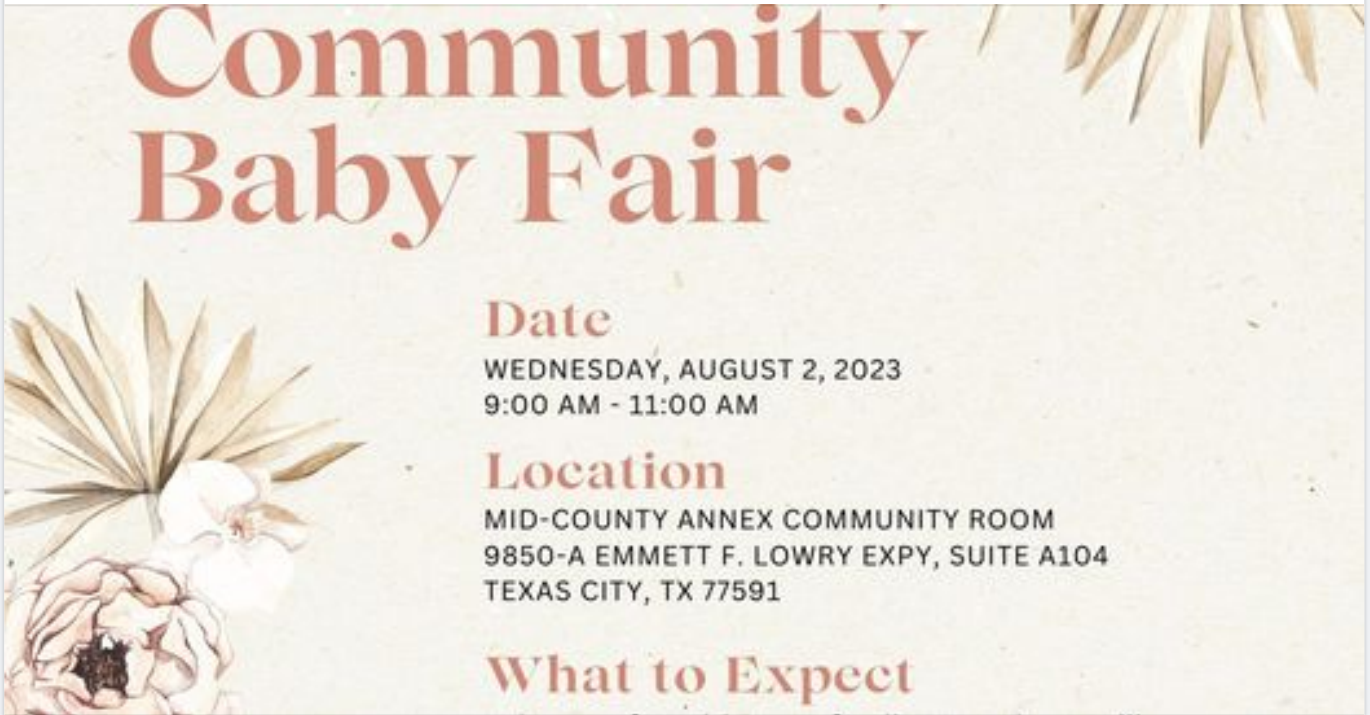 Community
Baby Fair
Date
WEDNESDAY, AUGUST 2, 2023
9:00 AM - 11:00 AM
Location
MID-COUNTY ANNEX COMMUNITY ROOM
9850-A EMMETT F. LOWRY EXPY, SUITE A104
TEXAS CITY, TX 77591
What to Expect